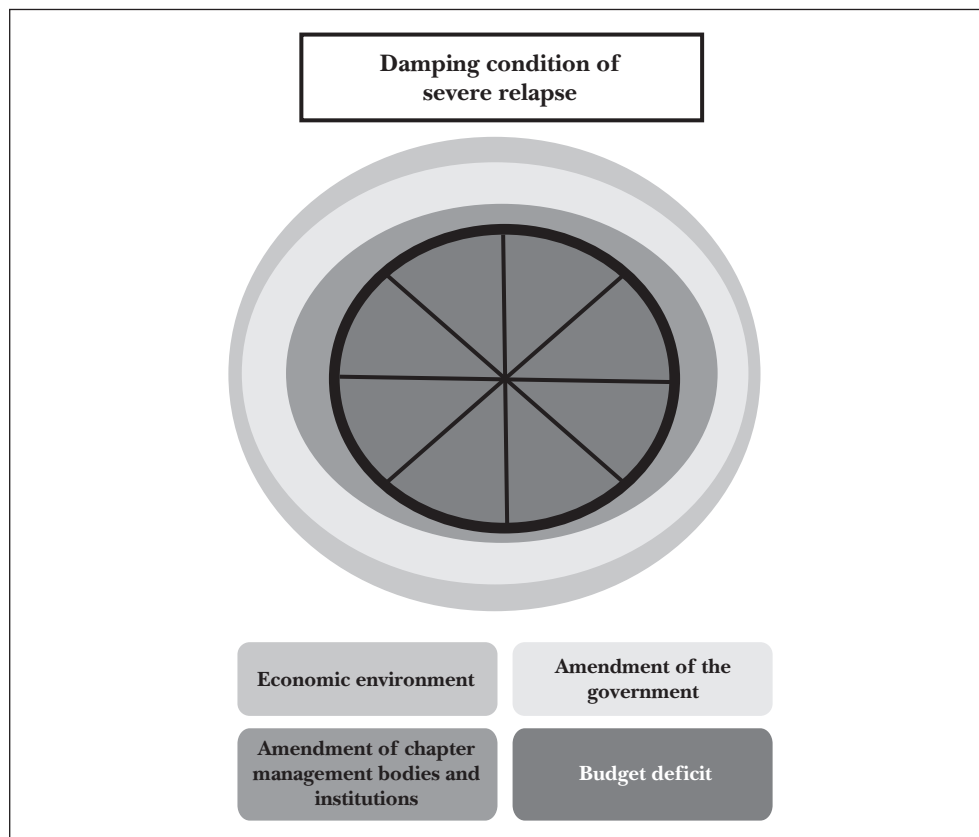 Damping condition of
severe relapse
Economic environment
Amendment of the
government
Amendment of chapter
management bodies and
institutions
Budget deficit